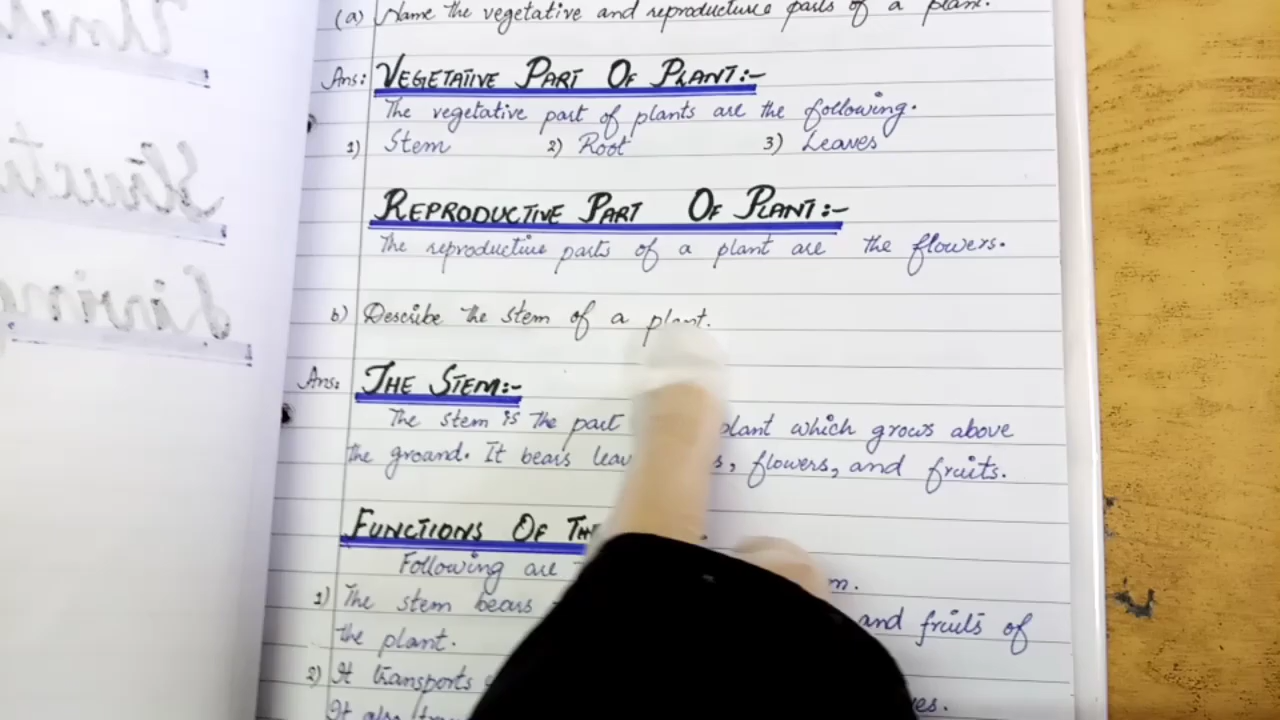 (a) Name the vegetative and reproductive parts of a plant.
Ans: VEGETATIVE PART OF PLANT:-
The vegetative part of plants are the following.
1) Stem 2) Root 3) Leaves
REPRODUCTIVE PART OF PLANT:-
The reproductive parts of a plant are the flowers.
b) Describe the stem of a plant.
Ans: THE STEM:-
The stem is the part plant which grows above
the ground. It bears flowers, and fruits.
FUNCTIONS OF THE
Following are
1) The stem bears and fruits of
the plant.
2) It transports
It also